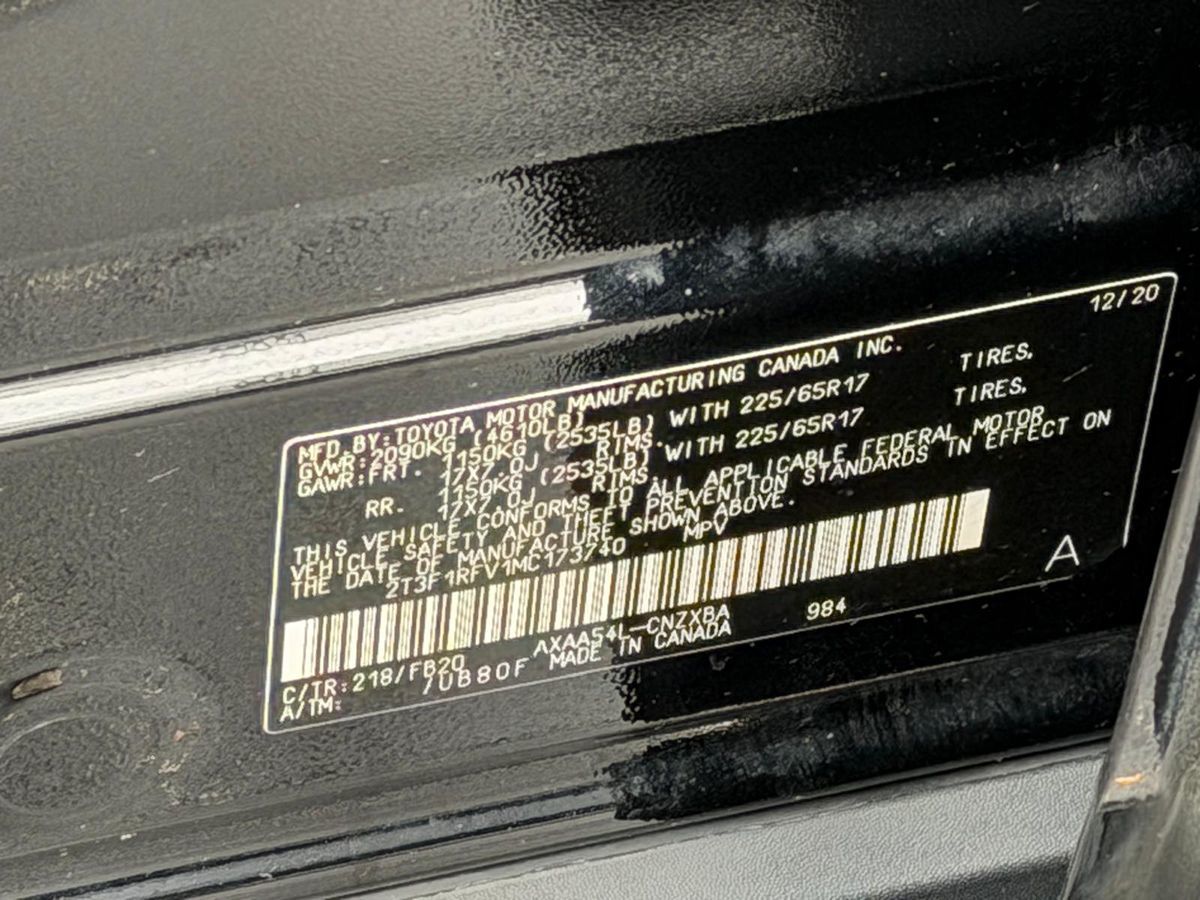 12/20
MFD.BY:TOYOTA MOTOR MANUFACTURING CANADA INC.
GVWR:2090KG (4610LB)
GAWR:FRT. 1150KG (2535LB) WITH 225/65R17 TIRES,
17X7.0J RIMS.
RR. 1150KG (2535LB) WITH 225/65R17 TIRES,
17X7.0J RIMS.
THIS VEHICLE CONFORMS TO ALL APPLICABLE FEDERAL MOTOR
VEHICLE SAFETY AND THEFT PREVENTION STANDARDS IN EFFECT ON
THE DATE OF MANUFACTURE SHOWN ABOVE.
2T3F1RFV1MC173740 MPV
A
C/TR:218/FB20 AXAA54L-CNZXBA 984
A/TM: /UB80F MADE IN CANADA